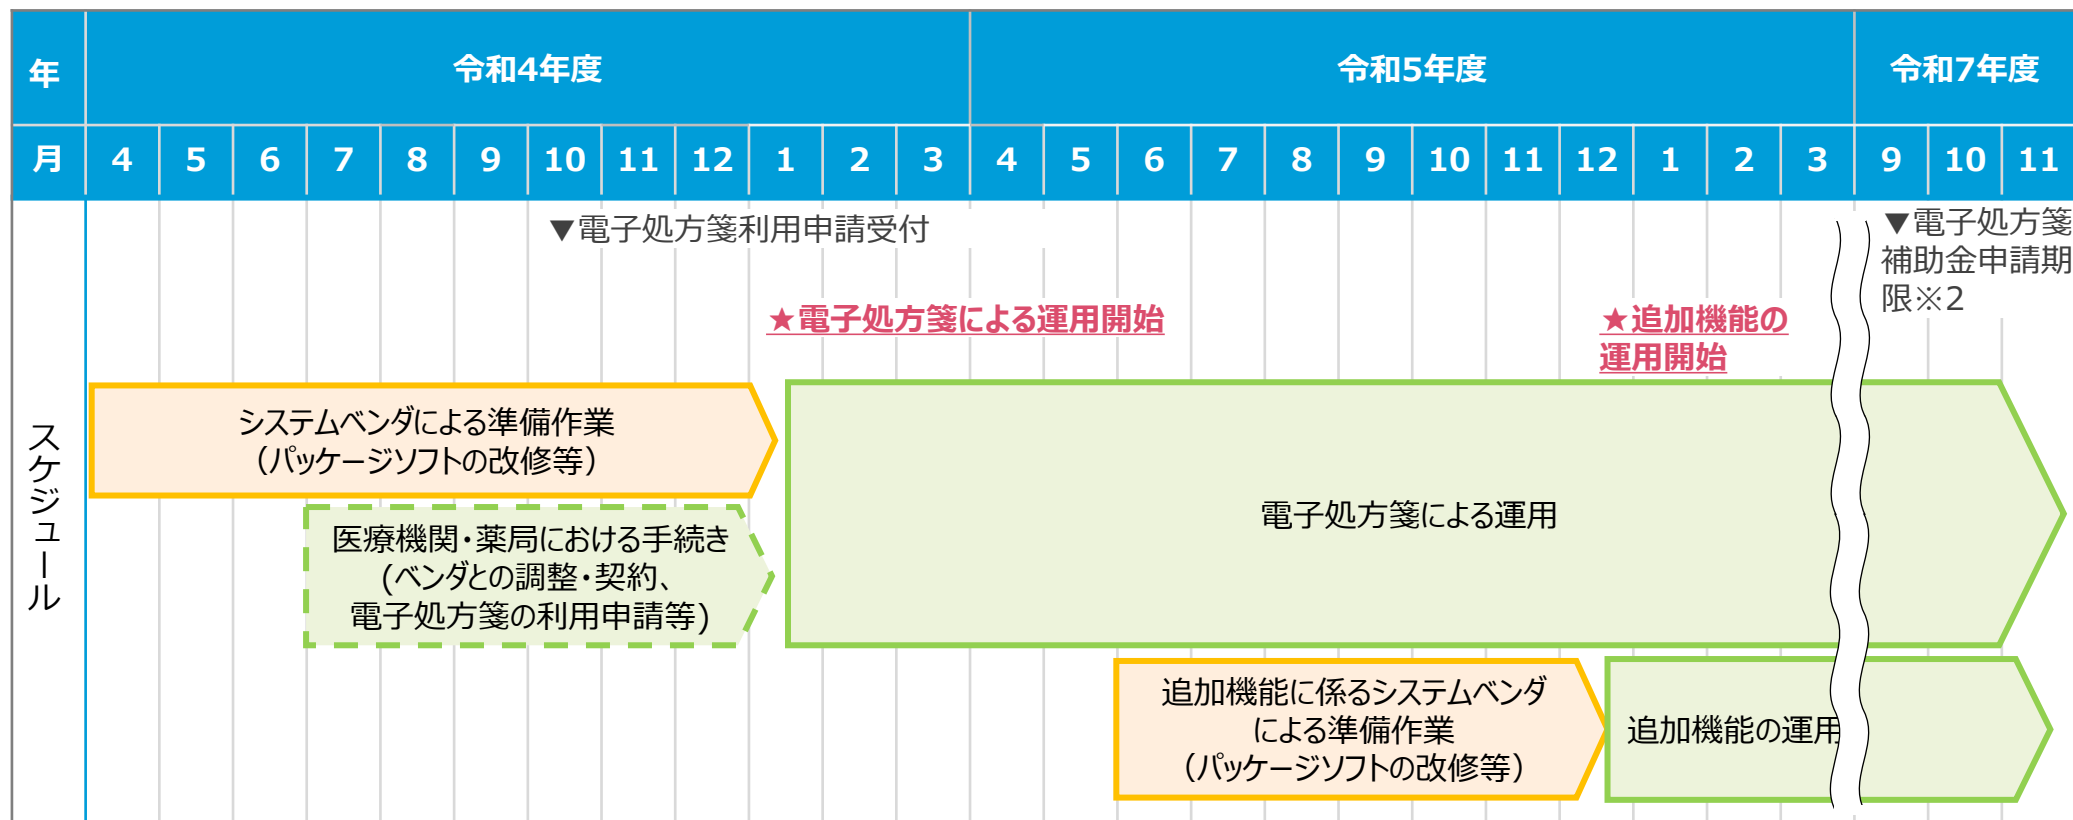 年 令和4年度 令和5年度 令和7年度
月 4 5 6 7 8 9 10 11 12 1 2 3 4 5 6 7 8 9 10 11 12 1 2 3 9 10 11
スケジュール
▼電子処方箋利用申請受付
▼電子処方箋
補助金申請期
限※2
★電子処方箋による運用開始
★追加機能の
運用開始
システムベンダによる準備作業
（パッケージソフトの改修等）
医療機関・薬局における手続き
(ベンダとの調整・契約、
電子処方箋の利用申請等)
電子処方箋による運用
追加機能に係るシステムベンダ
による準備作業
（パッケージソフトの改修等）
追加機能の運用